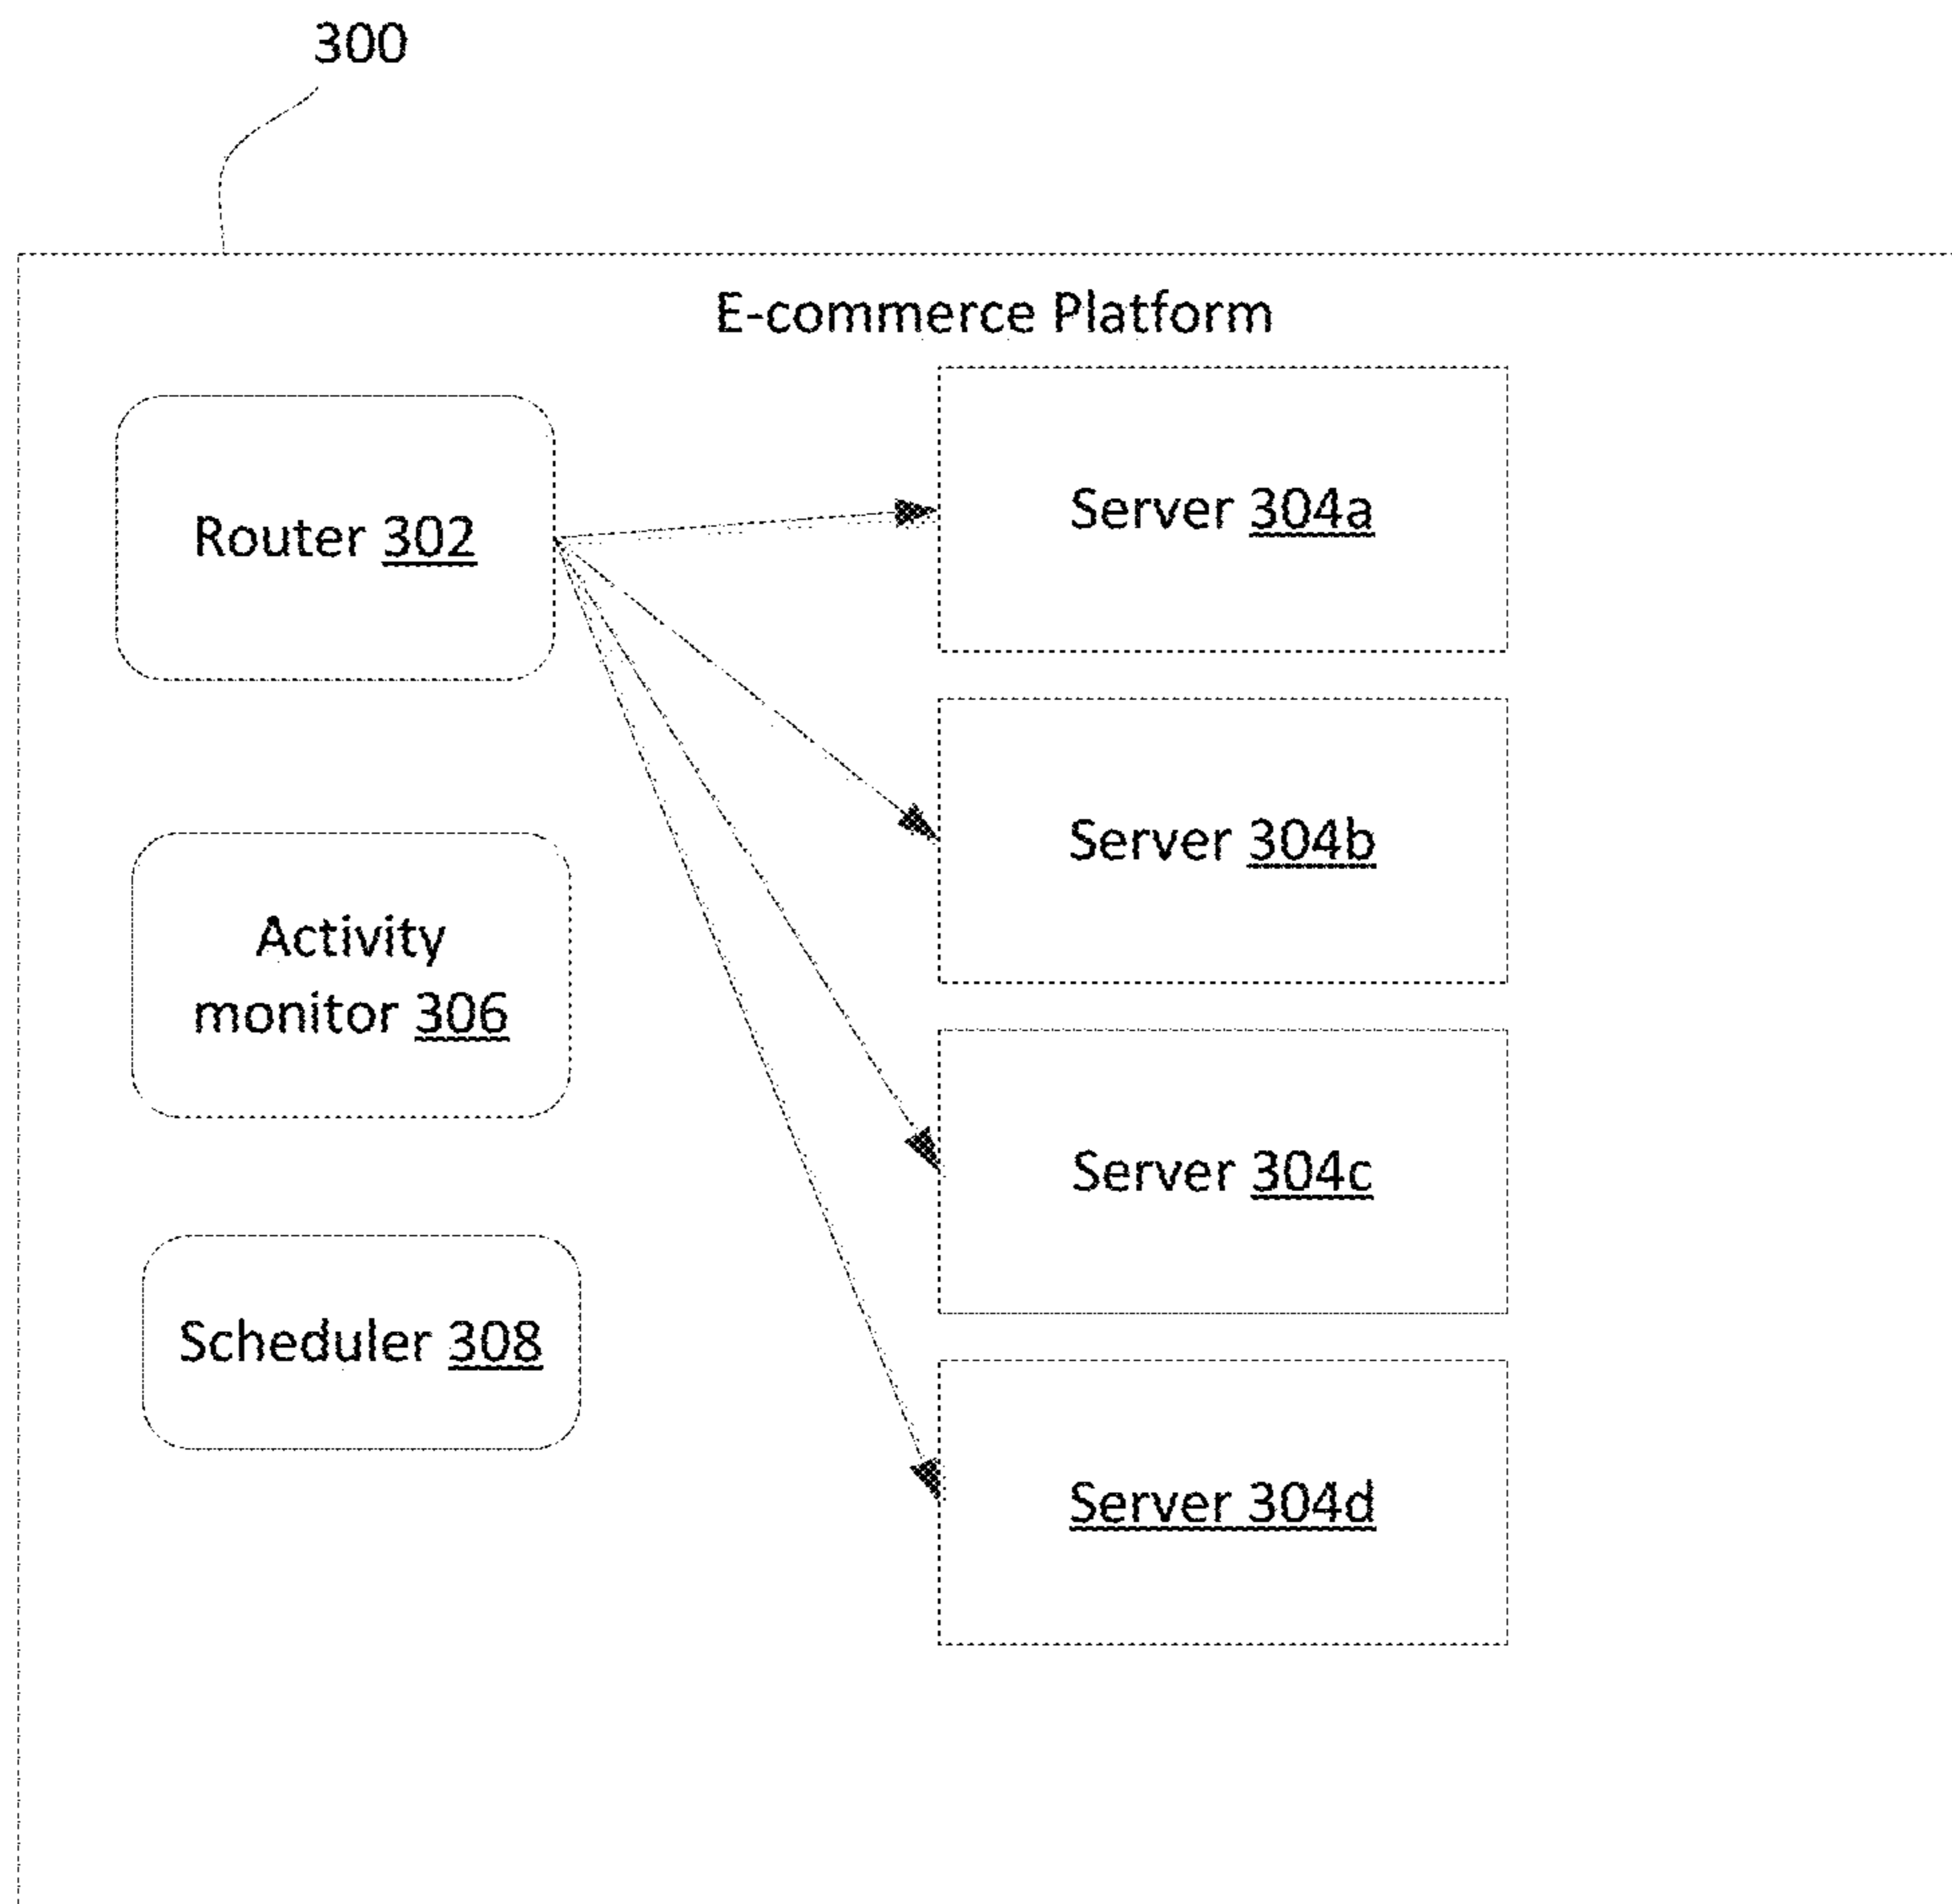 300
E-commerce Platform
Router 302
Server 304a
Server 304b
Activity
monitor 306
Server 304c
Scheduler 308
Server 304d